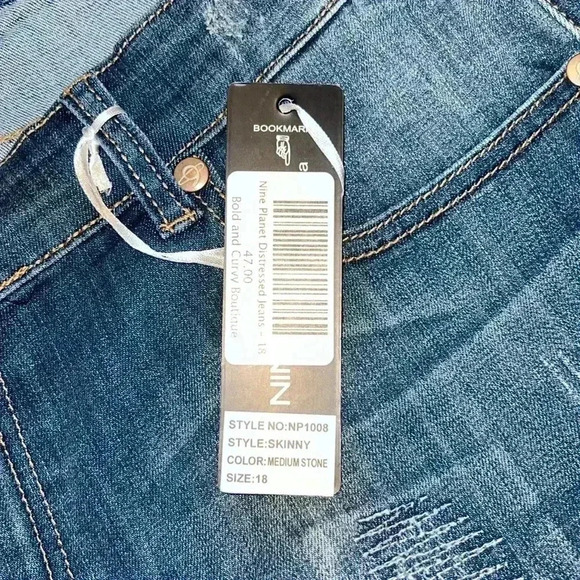 BOOKMARK
a
Nine Planet Distressed Jeans - 18
47.00
Bold and Curvy Boutique
STYLE NO:NP1008
STYLE:SKINNY
COLOR:MEDIUM STONE
SIZE:18